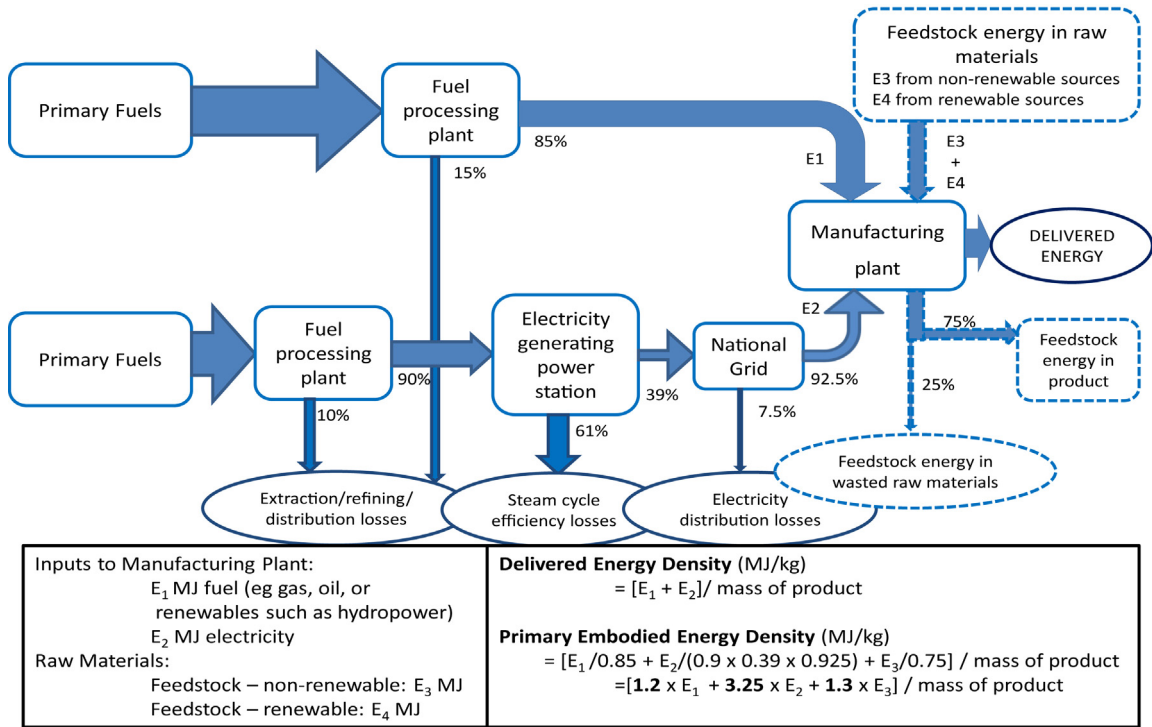 Primary Fuels
Fuel
processing
plant
85%
15%
Feedstock energy in raw
materials
E3 from non-renewable sources
E4 from renewable sources
E1
E3
+
E4
Manufacturing
plant
DELIVERED
ENERGY
Primary Fuels
Fuel
processing
plant
90%
10%
Electricity
generating
power
station
39%
61%
National
Grid
92.5%
7.5%
E2
75%
25%
Feedstock
energy in
product
Extraction/refining/
distribution losses
Steam cycle
efficiency losses
Electricity
distribution losses
Feedstock energy in
wasted raw materials
Inputs to Manufacturing Plant:
E₁ MJ fuel (eg gas, oil, or
renewables such as hydropower)
E₂ MJ electricity
Raw Materials:
Feedstock – non-renewable: E₃ MJ
Feedstock – renewable: E₄ MJ
Delivered Energy Density (MJ/kg)
= [E₁ + E₂]/ mass of product
Primary Embodied Energy Density (MJ/kg)
= [E₁/0.85 + E₂/(0.9 x 0.39 x 0.925) + E₃/0.75] / mass of product
=[1.2 x E₁ + 3.25 x E₂ + 1.3 x E₃] / mass of product